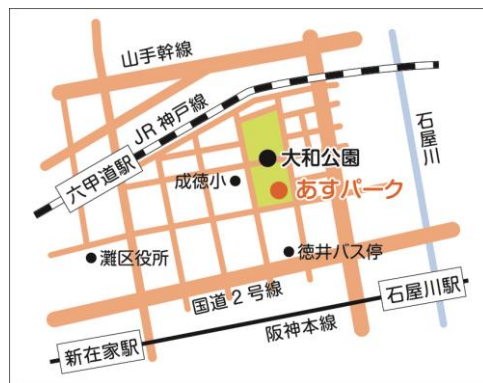 山手幹線
JR神戸線
六甲道駅
石屋川
大和公園
成徳小
あすパーク
灘区役所
徳井バス停
国道2号線
石屋川駅
阪神本線
新在家駅